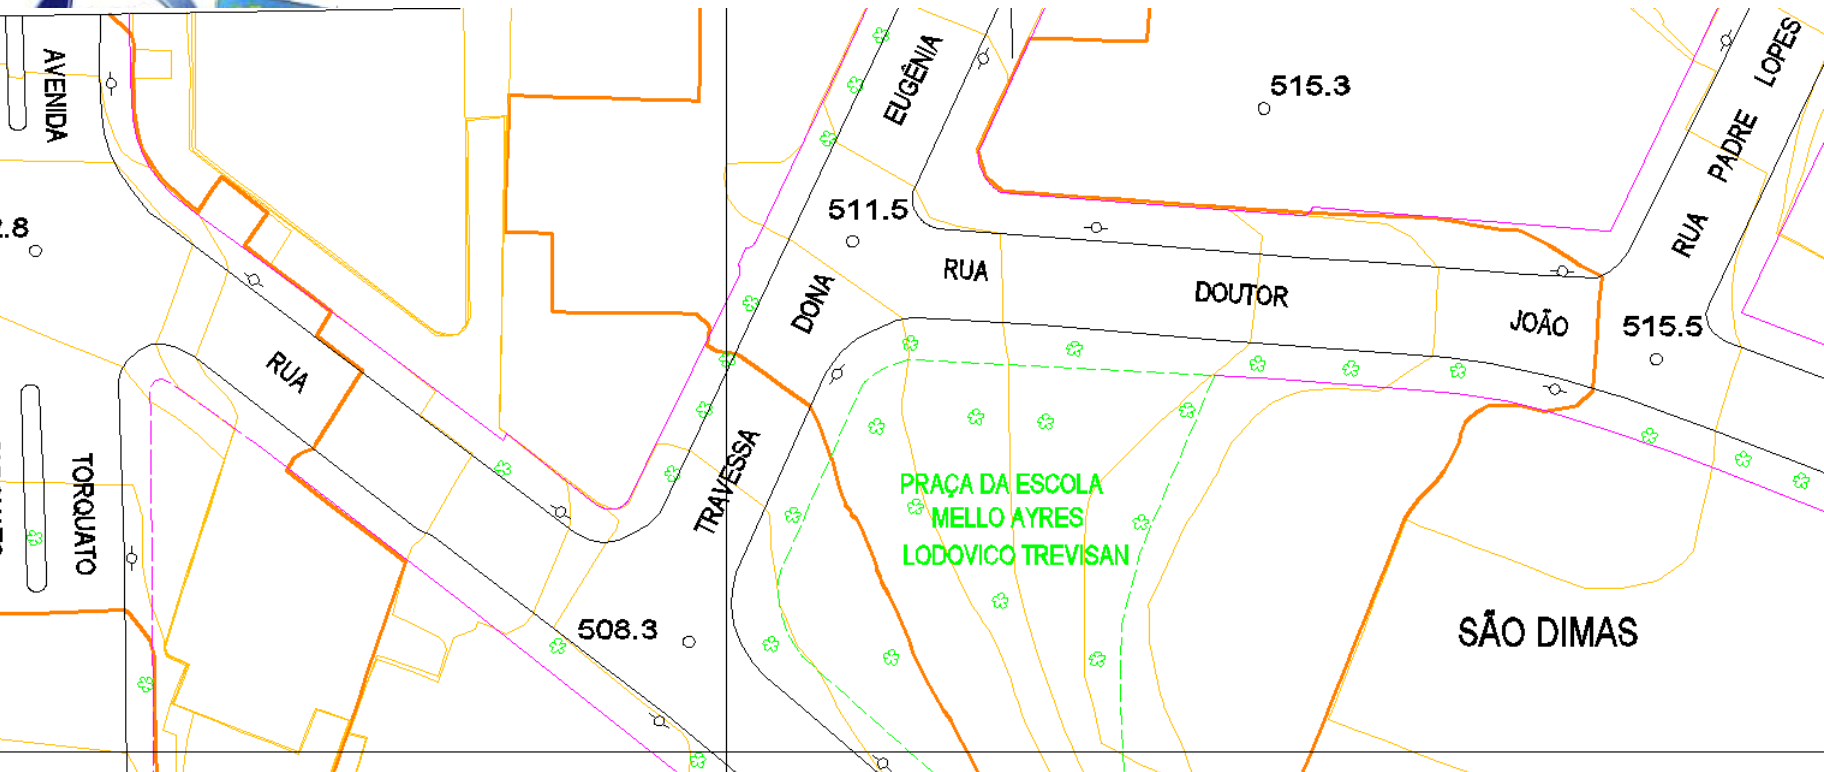 AVENIDA
EUGÊNIA
515.3
LOPES
PADRE
RUA
511.5
RUA
DONA
DOUTOR
JOÃO
515.5
RUA
TRAVESSA
TORQUATO
PRAÇA DA ESCOLA
MELLO AYRES
LODOVICO TREVISAN
508.3
SÃO DIMAS